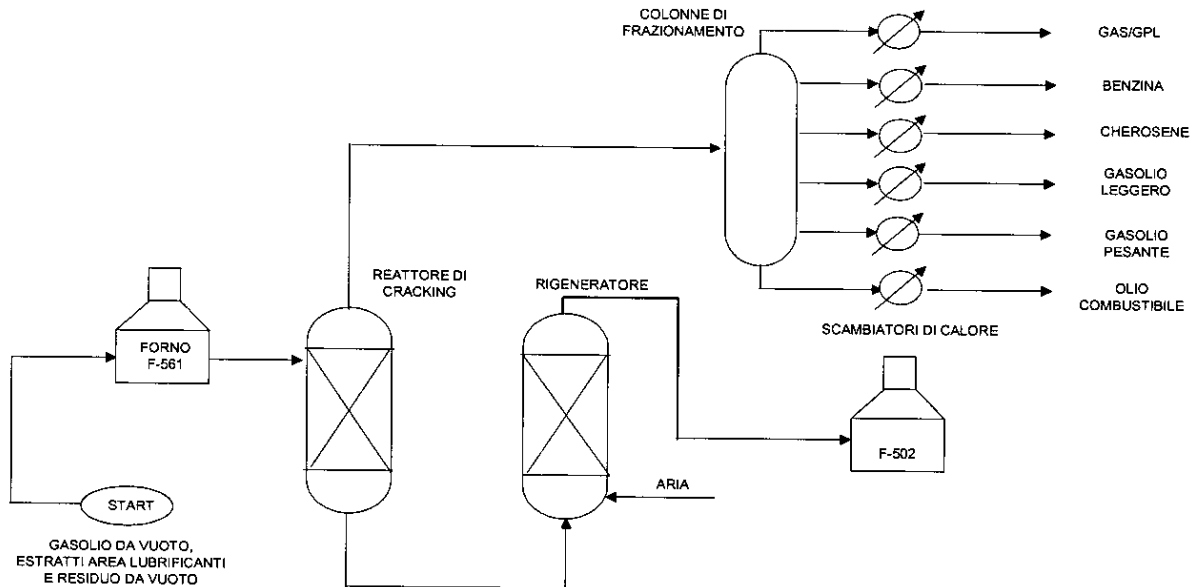 COLONNE DI
FRAZIONAMENTO
GAS/GPL
BENZINA
CHEROSENE
GASOLIO
LEGGERO
GASOLIO
PESANTE
OLIO
COMBUSTIBILE
SCAMBIATORI DI CALORE
REATTORE DI
CRACKING
RIGENERATORE
FORNO
F-561
F-502
ARIA
START
GASOLIO DA VUOTO,
ESTRATTI AREA LUBRIFICANTI
E RESIDUO DA VUOTO